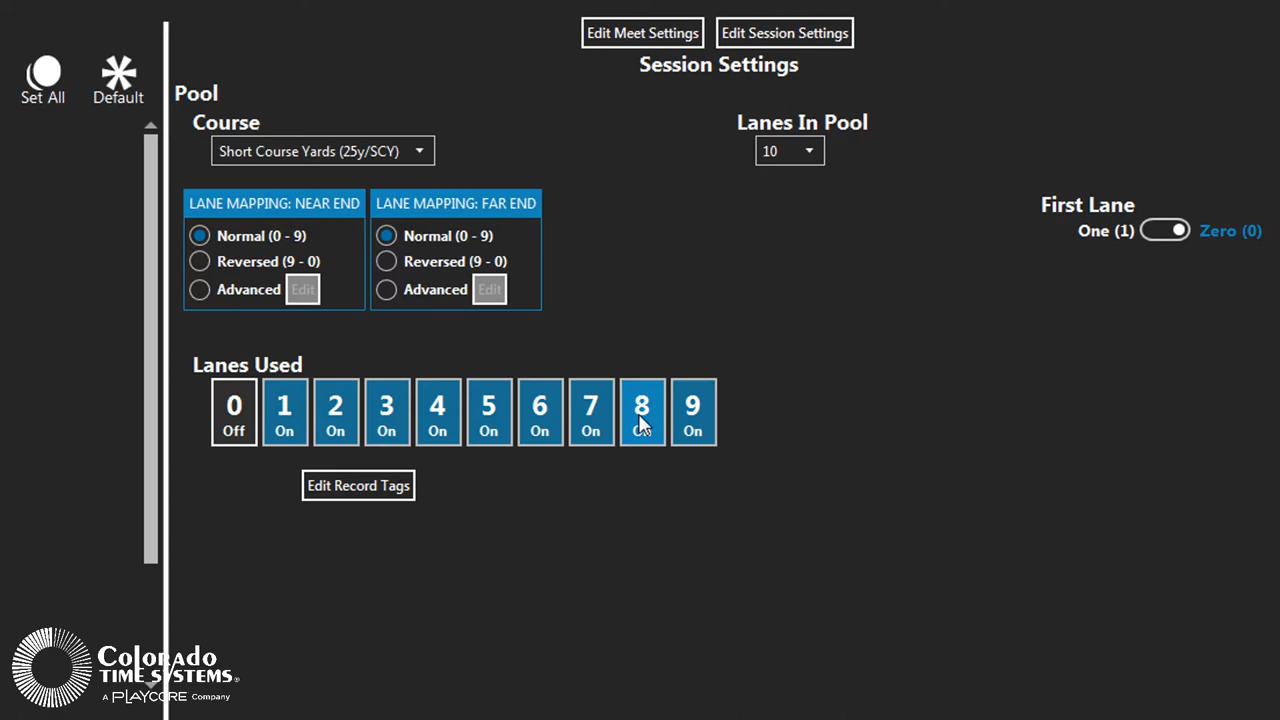 Edit Meet Settings
Edit Session Settings
Session Settings
Set All
Default
Pool
Course
Short Course Yards (25y/SCY)
Lanes In Pool
10
LANE MAPPING: NEAR END
Normal (0 - 9)
Reversed (9 - 0)
Advanced
Edit
LANE MAPPING: FAR END
Normal (0 - 9)
Reversed (9 - 0)
Advanced
Edit
First Lane
One (1)
Zero (0)
Lanes Used
0 1 2 3 4 5 6 7 8 9
Off On On On On On On On On
Edit Record Tags
Colorado
TIME SYSTEMS®
A PLAYCORE Company